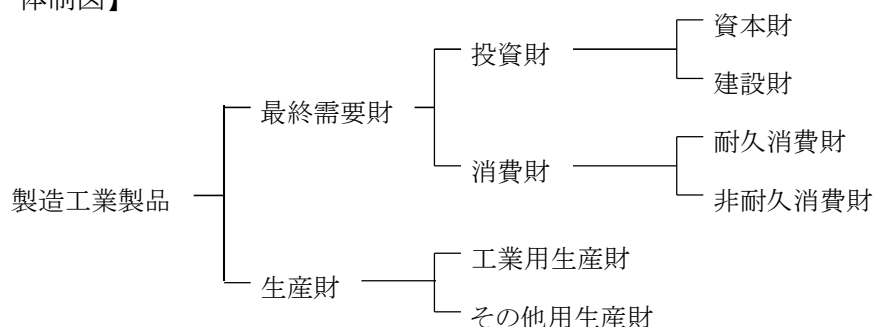 体制図】
資本財
投資財
建設財
最終需要財
耐久消費財
消費財
製造工業製品
非耐久消費財
工業用生産財
生産財
その他用生産財